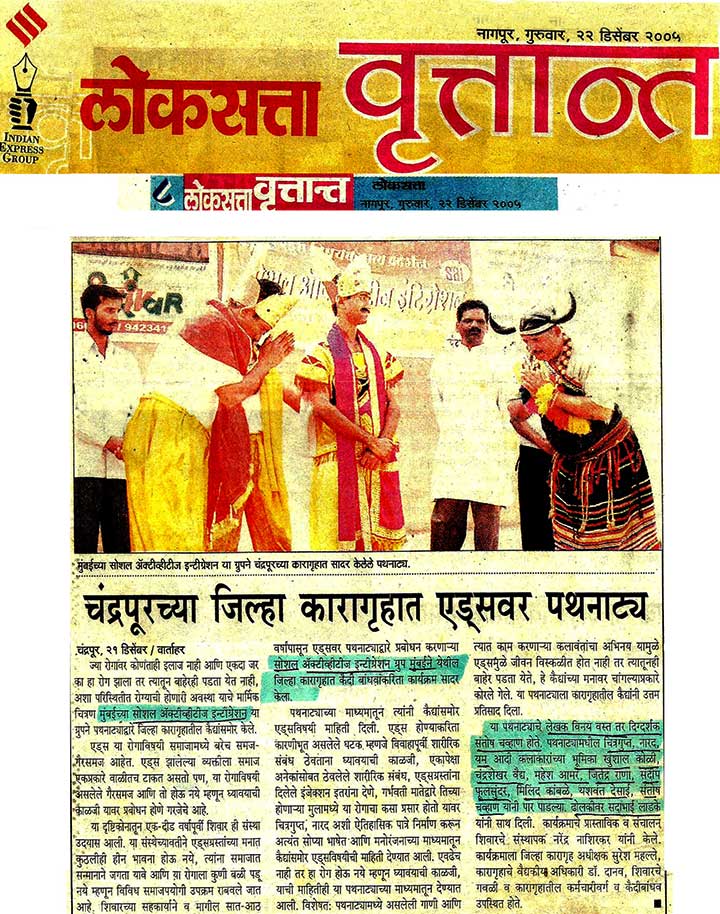 नागपूर, गुरुवार, २२ डिसेंबर २००५
लोकसत्ता वृत्तान्त
INDIAN
EXPRESS
GROUP
८ लोकसत्ता वृत्तान्त
लोकसत्ता
नागपूर, गुरुवार, २२ डिसेंबर २००५
SRI
942341
मुंबईच्या सोशल अ‍ॅक्टीव्हीटीज इन्टीग्रेशन या ग्रुपने चंद्रपूरच्या कारागृहात सादर केलेले पथनाट्य.
चंद्रपूरच्या जिल्हा कारागृहात एड्सवर पथनाट्य
चंद्रपूर, २१ डिसेंबर / वार्ताहर
ज्या रोगांवर कोणताही इलाज नाही आणि एकदा जर
का हा रोग झाला तर त्यातून बाहेरही पडता येत नाही,
अशा परिस्थितीत रोग्याची होणारी अवस्था याचे मार्मिक
चित्रण मुंबईच्या सोशल अ‍ॅक्टीव्हीटीज इन्टीग्रेशन या
ग्रुपने पथनाट्यद्वारे जिल्हा कारागृहातील कैद्यांसमोर केले.
एड्स या रोगाविषयी समाजामध्ये बरेच समज-
गैरसमज आहेत. एड्स झालेल्या व्यक्तीला समाज
एकप्रकारे वाळीतच टाकत असतो पण, या रोगाविषयी
असलेले गैरसमज आणि तो होऊ नये म्हणून घ्यावयाची
काळजी यावर प्रबोधन होणे गरजेचे आहे.
या दृष्टिकोनातून एक-दीड वर्षापूर्वी शिवार ही संस्था
उदयास आली. या संस्थेच्यावतीने एड्सग्रस्तांच्या मनात
कुठलीही हीन भावना होऊ नये, त्यांना समाजात
सन्मानाने जगता यावे आणि या रोगाला कुणी बळी पडू
नये म्हणून विविध समाजपयोगी उपक्रम राबवले जात
आहे. शिवारच्या सहकार्याने व मागील सात-आठ
वर्षांपासून एड्सवर पथनाट्याद्वारे प्रबोधन करणाऱ्या
सोशल अ‍ॅक्टीव्हीटीज इन्टीग्रेशन ग्रुप मुंबईने येथील
जिल्हा कारागृहात कैदी बांधवांकरिता कार्यक्रम सादर
केला.
पथनाट्याच्या माध्यमातून त्यांनी कैद्यांसमोर
एड्सविषयी माहिती दिली. एड्स होण्याकरिता
कारणीभूत असलेले घटक म्हणजे विवाहापूर्वी शारीरिक
संबंध ठेवताना घ्यावयाची काळजी, एकापेक्षा
अनेकांसोबत ठेवलेले शारीरिक संबंध, एड्सग्रस्तांना
दिलेले इंजेक्शन इतरांना देणे, गर्भवती मातेद्वारे तिच्या
होणाऱ्या मुलामध्ये या रोगाचा कसा प्रसार होतो यांवर
चित्रगुप्त, नारद अशी ऐतिहासिक पात्रे निर्माण करून
अत्यंत सोप्या भाषेत आणि मनोरंजनाच्या माध्यमातून
कैद्यांसमोर एड्सविषयीची माहिती देण्यात आली. एवढेच
नाही तर हा रोग होऊ नये म्हणून घ्यावयाची काळजी,
याचीही माहिती या पथनाट्याच्या माध्यमातून देण्यात
आली. विशेषत: पथनाट्यामध्ये असलेली गाणी आणि
त्यात काम करणाऱ्या कलावंतांचा अभिनय यामुळे
एड्समुळे जीवन विस्कळीत होत नाही तर त्यातूनही
बाहेर पडता येते, हे कैद्यांच्या मनावर चांगल्याप्रकारे
कोरले गेले. या पथनाट्याला कारागृहातील कैद्यांनी उत्तम
प्रतिसाद दिला.
या पथनाट्याचे लेखक विनय वस्त तर दिग्दर्शक
संतोष चव्हाण होते. पथनाट्यामधील चित्रगुप्त, नारद,
यम आदी कलाकारांच्या भूमिका खुशाल कोळी,
चंद्रशेखर वैद्य, महेश आमरे, जितेंद्र राणा, सदीप
फुलसुंदर, मिलिंद कांबळे, यशवंत देसाई, संतोष
चव्हाण यांनी पार पाडल्या. ढोलकीवर सदाभाई लाडके
यांनी साथ दिली. कार्यक्रमाचे प्रास्ताविक व संचालन
शिवारचे संस्थापक नरेंद्र नाशिरकर यांनी केले.
कार्यक्रमाला जिल्हा कारागृह अधीक्षक सुरेश महल्ले,
कारागृहाचे वैद्यकीय अधिकारी डॉ. दानव, शिवारचे
गवळी व कारागृहातील कर्मचारीवर्ग व कैदीबांधव
उपस्थित होते.